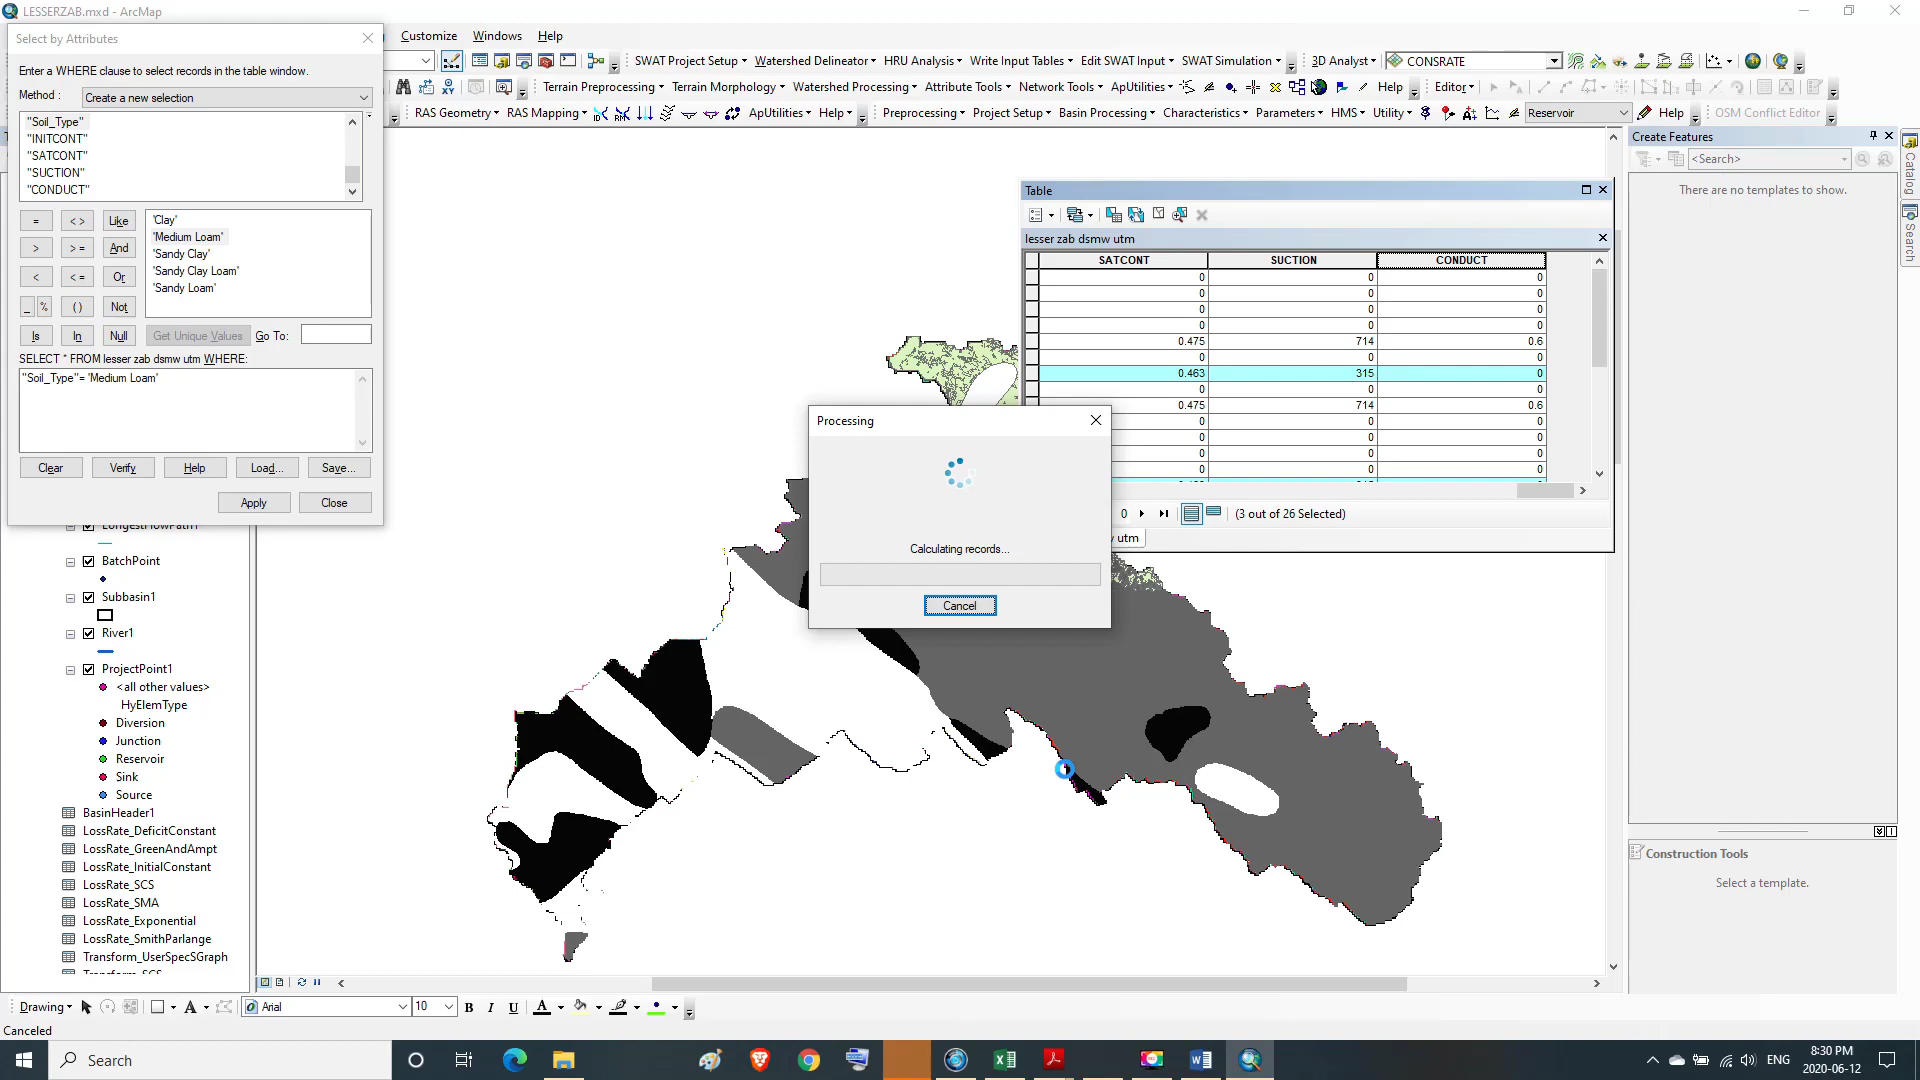 LESSERZAB.mxd - ArcMap
Select by Attributes
Customize Windows Help
Enter a WHERE clause to select records in the table window.
Method : Create a new selection
"Soil_Type"
"INITCONT"
"SATCONT"
"SUCTION"
"CONDUCT"
= < > Like
> > = And
< < = Or
_ % ( ) Not
Is In Null
'Clay'
'Medium Loam'
'Sandy Clay'
'Sandy Clay Loam'
'Sandy Loam'
Get Unique Values Go To:
SELECT * FROM lesser zab dsmw utm WHERE:
"Soil_Type"= 'Medium Loam'
Clear Verify Help Load... Save...
Apply Close
SWAT Project Setup Watershed Delineator HRU Analysis Write Input Tables Edit SWAT Input SWAT Simulation 3D Analyst CONSRATE
Terrain Preprocessing Terrain Morphology Watershed Processing Attribute Tools Network Tools ApUtilities Help Editor
RAS Geometry RAS Mapping ApUtilities Help Preprocessing Project Setup Basin Processing Characteristics Parameters HMS Utility Reservoir Help OSM Conflict Editor
Create Features
<Search>
There are no templates to show.
Catalog
Search
Table
lesser zab dsmw utm
SATCONT SUCTION CONDUCT
0 0 0
0 0 0
0 0 0
0 0 0
0.475 714 0.6
0 0 0
0.463 315 0
0 0 0
0.475 714 0.6
0 0 0
0 0 0
0 0 0
0 0 0
0 (3 out of 26 Selected)
utm
Processing
Calculating records...
Cancel
LongestFlowPath1
BatchPoint
Subbasin1
River1
ProjectPoint1
<all other values>
HyElemType
Diversion
Junction
Reservoir
Sink
Source
BasinHeader1
LossRate_DeficitConstant
LossRate_GreenAndAmpt
LossRate_InitialConstant
LossRate_SCS
LossRate_SMA
LossRate_Exponential
LossRate_SmithParlange
Transform_UserSpecSGraph
Transform_SCS
Construction Tools
Select a template.
Drawing A Arial 10 B I U A
Canceled
Search
ENG
8:30 PM
2020-06-12